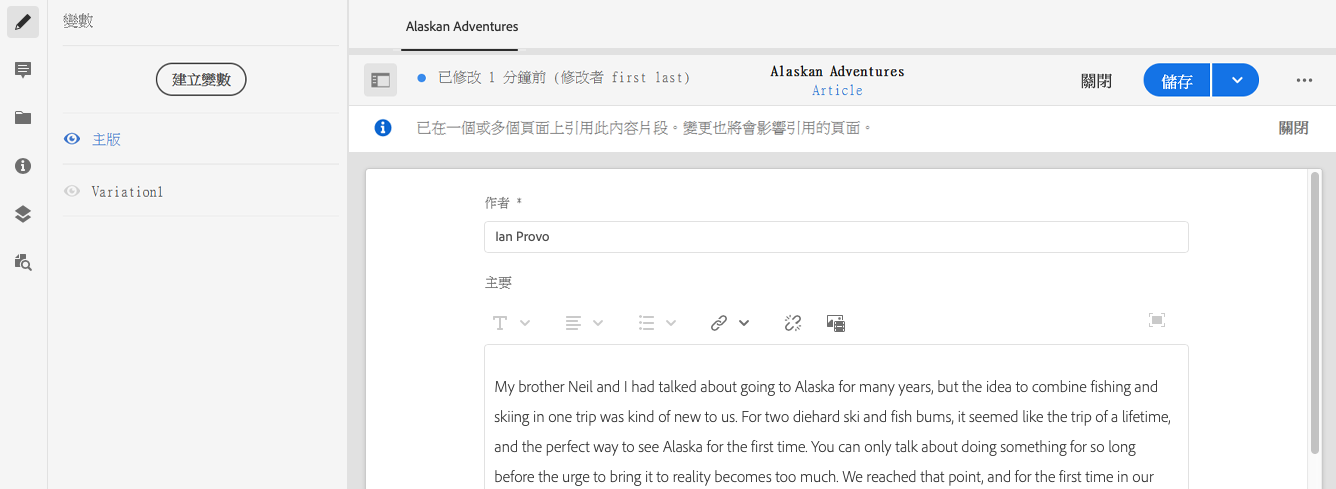 變數
建立變數
主版
Variation1
Alaskan Adventures
已修改 1 分鐘前 (修改者 first last)
Alaskan Adventures
Article
關閉
儲存
已在一個或多個頁面上引用此內容片段。變更也將會影響引用的頁面。
關閉
作者 *
Ian Provo
主要
My brother Neil and I had talked about going to Alaska for many years, but the idea to combine fishing and
skiing in one trip was kind of new to us. For two diehard ski and fish bums, it seemed like the trip of a lifetime,
and the perfect way to see Alaska for the first time. You can only talk about doing something for so long
before the urge to bring it to reality becomes too much. We reached that point, and for the first time in our